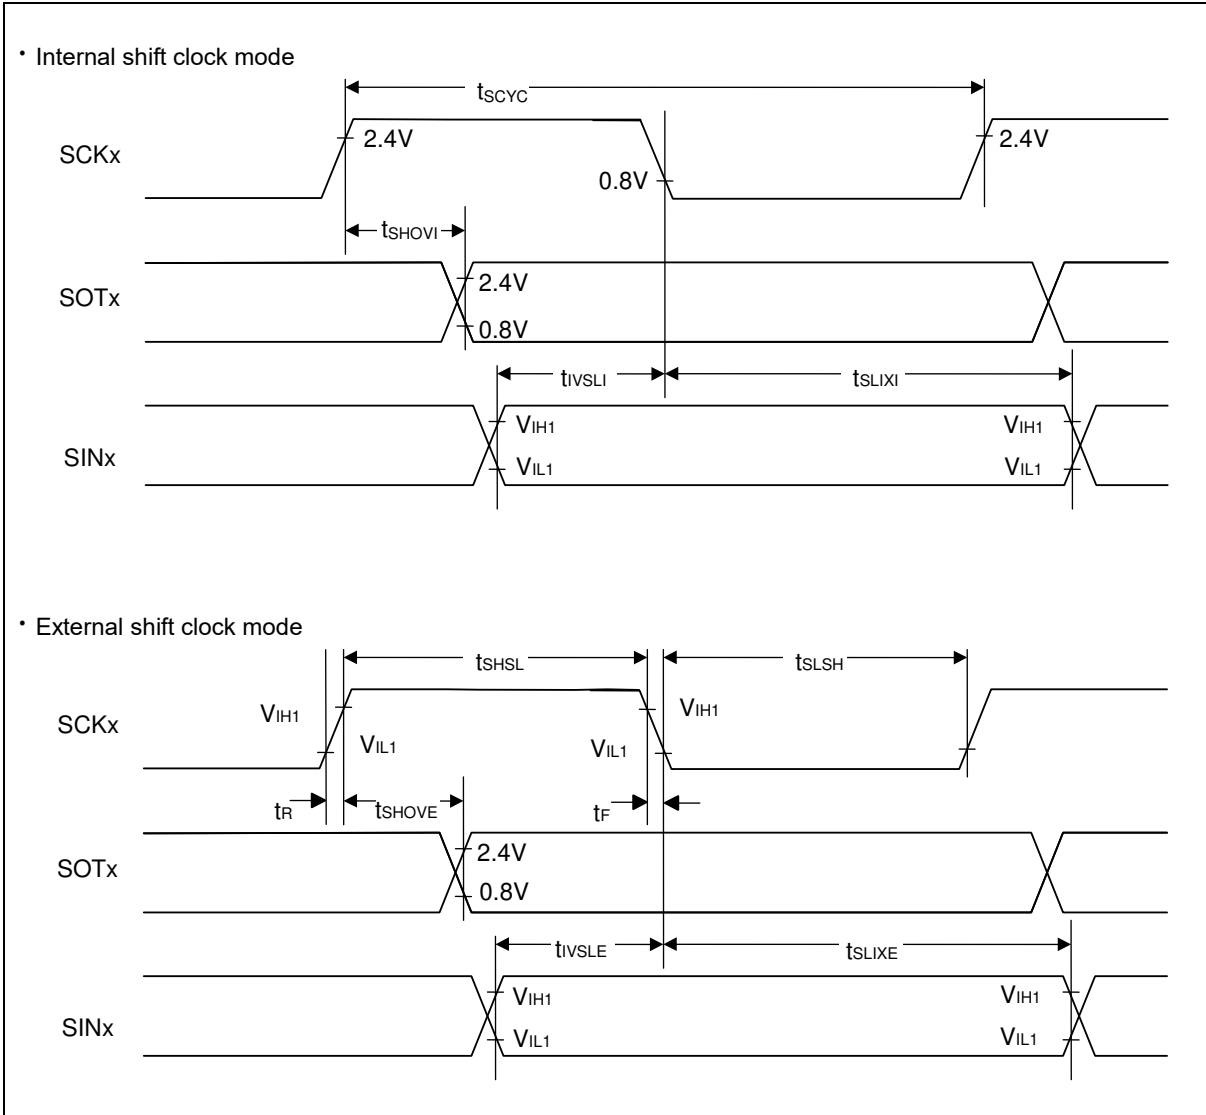 ・ Internal shift clock mode
tSCYC
SCKx
2.4V
0.8V
2.4V
tSHOVI
SOTx
2.4V
0.8V
tIVSLI
tSLIXI
SINx
VIH1
VIL1
VIH1
VIL1
・ External shift clock mode
tSHSL
tSLSH
SCKx
VIH1
VIL1
VIH1
VIL1
tR
tSHOVE
tF
SOTx
2.4V
0.8V
tIVSLE
tSLIXE
SINx
VIH1
VIL1
VIH1
VIL1